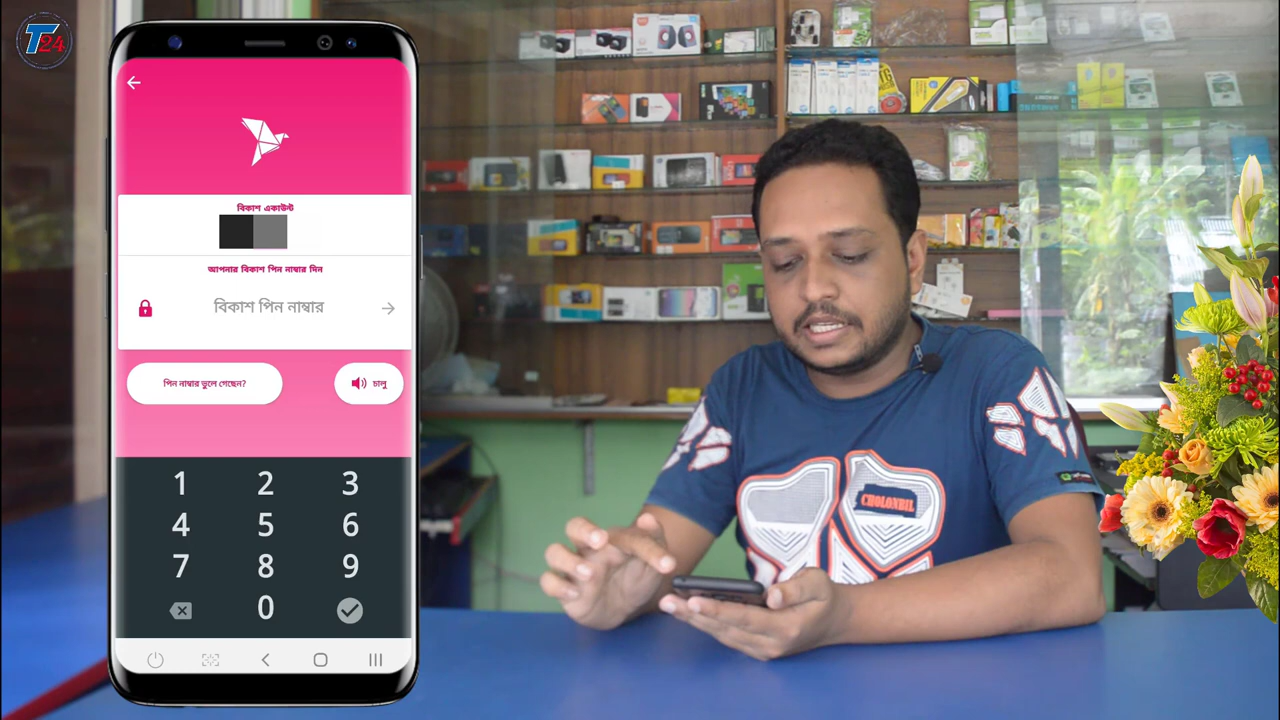 T24
বিকাশ একাউন্ট
আপনার বিকাশ পিন নাম্বার দিন
বিকাশ পিন নাম্বার
পিন নাম্বার ভুলে গেছেন?
চালু
1 2 3
4 5 6
7 8 9
0
CHOLONBIL